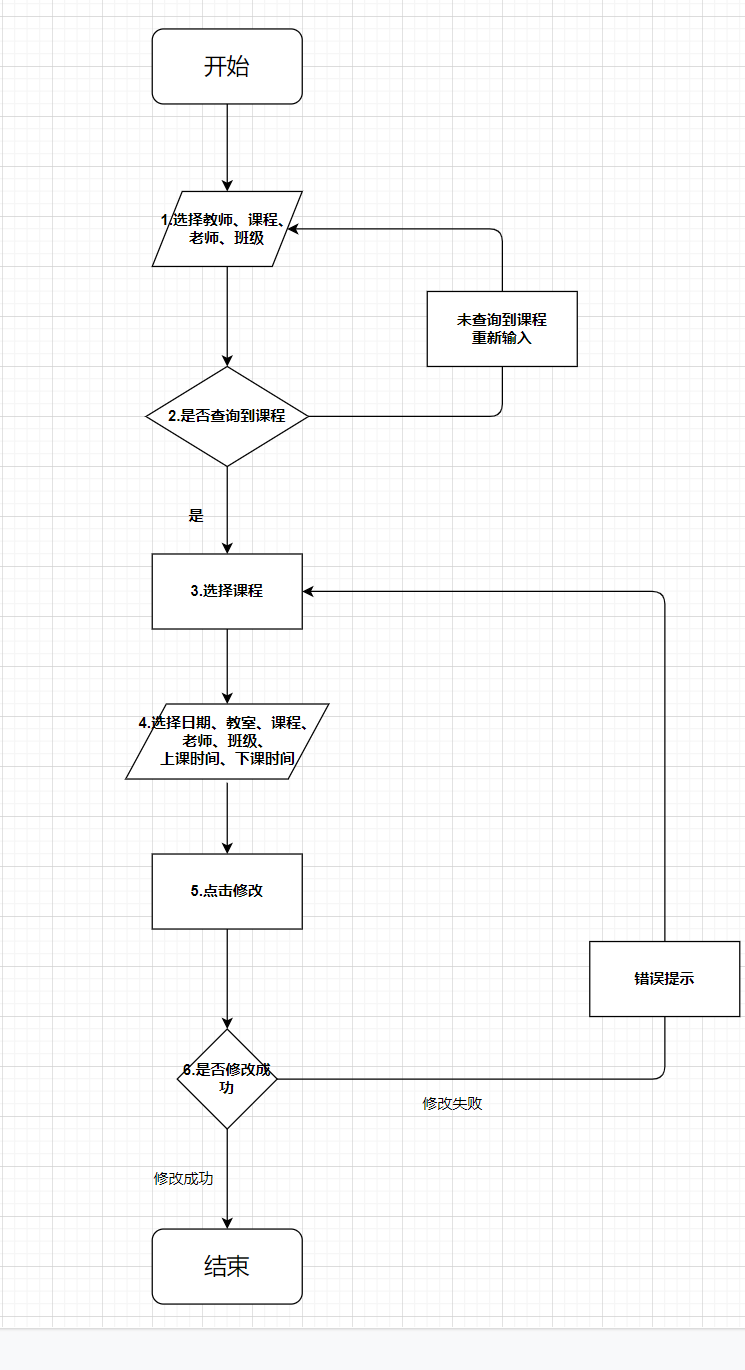 开始
1.选择教师、课程、
老师、班级
未查询到课程
重新输入
2.是否查询到课程
是
3.选择课程
4.选择日期、教室、课程、
老师、班级、
上课时间、下课时间
5.点击修改
错误提示
6.是否修改成
功
修改失败
修改成功
结束